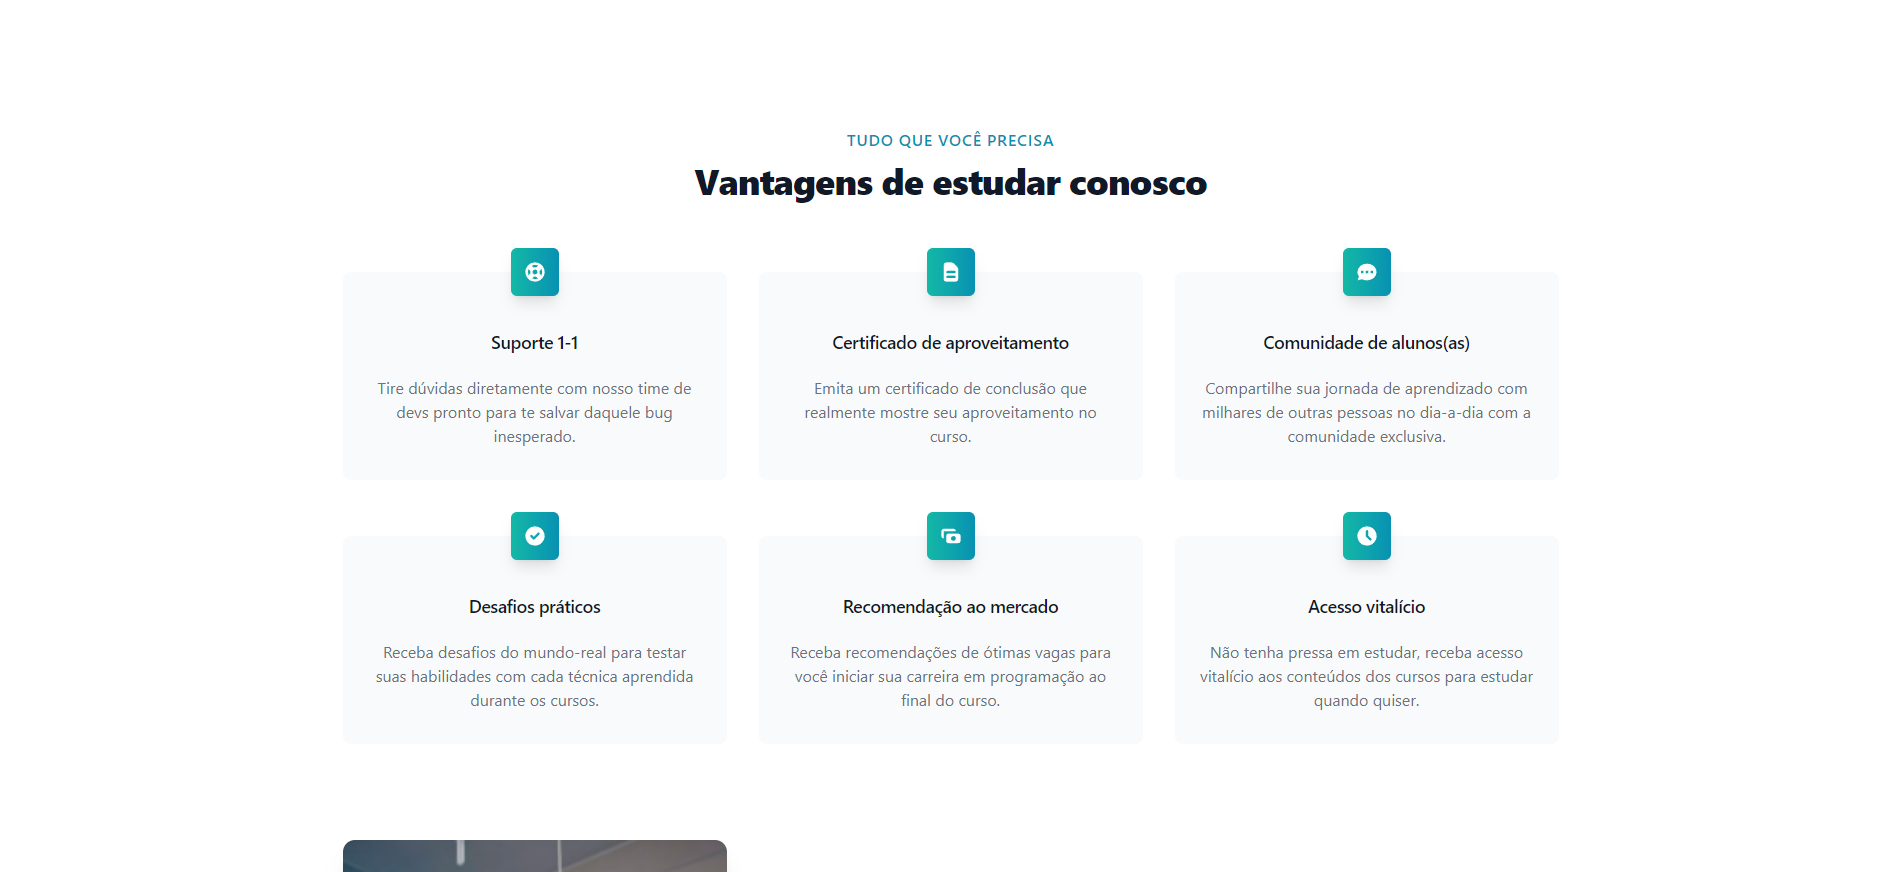 TUDO QUE VOCÊ PRECISA
Vantagens de estudar conosco
Suporte 1-1
Tire dúvidas diretamente com nosso time de
devs pronto para te salvar daquele bug
inesperado.
Certificado de aproveitamento
Emita um certificado de conclusão que
realmente mostre seu aproveitamento no
curso.
Comunidade de alunos(as)
Compartilhe sua jornada de aprendizado com
milhares de outras pessoas no dia-a-dia com a
comunidade exclusiva.
Desafios práticos
Receba desafios do mundo-real para testar
suas habilidades com cada técnica aprendida
durante os cursos.
Recomendação ao mercado
Receba recomendações de ótimas vagas para
você iniciar sua carreira em programação ao
final do curso.
Acesso vitalício
Não tenha pressa em estudar, receba acesso
vitalício aos conteúdos dos cursos para estudar
quando quiser.